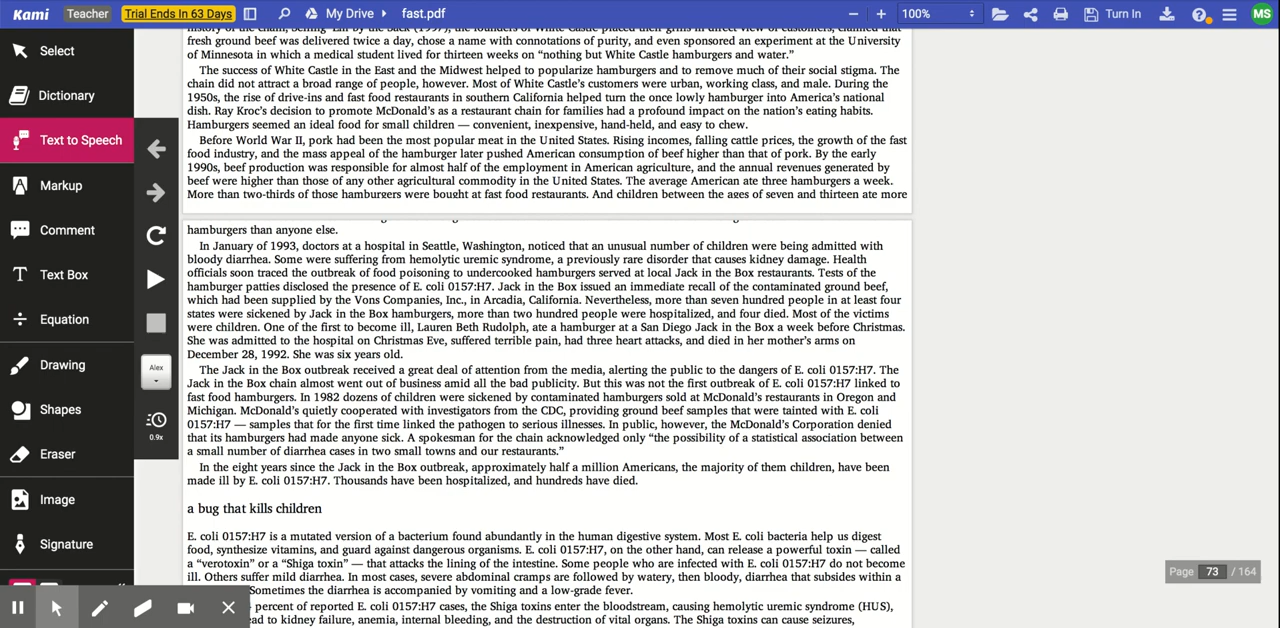 Kami Teacher Trial Ends In 63 Days My Drive fast.pdf 100% Turn In MS
Select
Dictionary
Text to Speech
Markup
Comment
Text Box
Equation
Drawing
Shapes
Eraser
Image
Signature
Alex
0.9x
fresh ground beef was delivered twice a day, chose a name with connotations of purity, and even sponsored an experiment at the University
of Minnesota in which a medical student lived for thirteen weeks on “nothing but White Castle hamburgers and water.”
The success of White Castle in the East and the Midwest helped to popularize hamburgers and to remove much of their social stigma. The
chain did not attract a broad range of people, however. Most of White Castle’s customers were urban, working class, and male. During the
1950s, the rise of drive-ins and fast food restaurants in southern California helped turn the once lowly hamburger into America’s national
dish. Ray Kroc’s decision to promote McDonald’s as a restaurant chain for families had a profound impact on the nation’s eating habits.
Hamburgers seemed an ideal food for small children — convenient, inexpensive, hand-held, and easy to chew.
Before World War II, pork had been the most popular meat in the United States. Rising incomes, falling cattle prices, the growth of the fast
food industry, and the mass appeal of the hamburger later pushed American consumption of beef higher than that of pork. By the early
1990s, beef production was responsible for almost half of the employment in American agriculture, and the annual revenues generated by
beef were higher than those of any other agricultural commodity in the United States. The average American ate three hamburgers a week.
More than two-thirds of those hamburgers were bought at fast food restaurants. And children between the ages of seven and thirteen ate more
hamburgers than anyone else.
In January of 1993, doctors at a hospital in Seattle, Washington, noticed that an unusual number of children were being admitted with
bloody diarrhea. Some were suffering from hemolytic uremic syndrome, a previously rare disorder that causes kidney damage. Health
officials soon traced the outbreak of food poisoning to undercooked hamburgers served at local Jack in the Box restaurants. Tests of the
hamburger patties disclosed the presence of E. coli 0157:H7. Jack in the Box issued an immediate recall of the contaminated ground beef,
which had been supplied by the Vons Companies, Inc., in Arcadia, California. Nevertheless, more than seven hundred people in at least four
states were sickened by Jack in the Box hamburgers, more than two hundred people were hospitalized, and four died. Most of the victims
were children. One of the first to become ill, Lauren Beth Rudolph, ate a hamburger at a San Diego Jack in the Box a week before Christmas.
She was admitted to the hospital on Christmas Eve, suffered terrible pain, had three heart attacks, and died in her mother’s arms on
December 28, 1992. She was six years old.
The Jack in the Box outbreak received a great deal of attention from the media, alerting the public to the dangers of E. coli 0157:H7. The
Jack in the Box chain almost went out of business amid all the bad publicity. But this was not the first outbreak of E. coli 0157:H7 linked to
fast food hamburgers. In 1982 dozens of children were sickened by contaminated hamburgers sold at McDonald’s restaurants in Oregon and
Michigan. McDonald’s quietly cooperated with investigators from the CDC, providing ground beef samples that were tainted with E. coli
0157:H7 — samples that for the first time linked the pathogen to serious illnesses. In public, however, the McDonald’s Corporation denied
that its hamburgers had made anyone sick. A spokesman for the chain acknowledged only “the possibility of a statistical association between
a small number of diarrhea cases in two small towns and our restaurants.”
In the eight years since the Jack in the Box outbreak, approximately half a million Americans, the majority of them children, have been
made ill by E. coli 0157:H7. Thousands have been hospitalized, and hundreds have died.
a bug that kills children
E. coli 0157:H7 is a mutated version of a bacterium found abundantly in the human digestive system. Most E. coli bacteria help us digest
food, synthesize vitamins, and guard against dangerous organisms. E. coli 0157:H7, on the other hand, can release a powerful toxin — called
a “verotoxin” or a “Shiga toxin” — that attacks the lining of the intestine. Some people who are infected with E. coli 0157:H7 do not become
ill. Others suffer mild diarrhea. In most cases, severe abdominal cramps are followed by watery, then bloody, diarrhea that subsides within a
Sometimes the diarrhea is accompanied by vomiting and a low-grade fever.
percent of reported E. coli 0157:H7 cases, the Shiga toxins enter the bloodstream, causing hemolytic uremic syndrome (HUS),
ead to kidney failure, anemia, internal bleeding, and the destruction of vital organs. The Shiga toxins can cause seizures,
Page 73 / 164